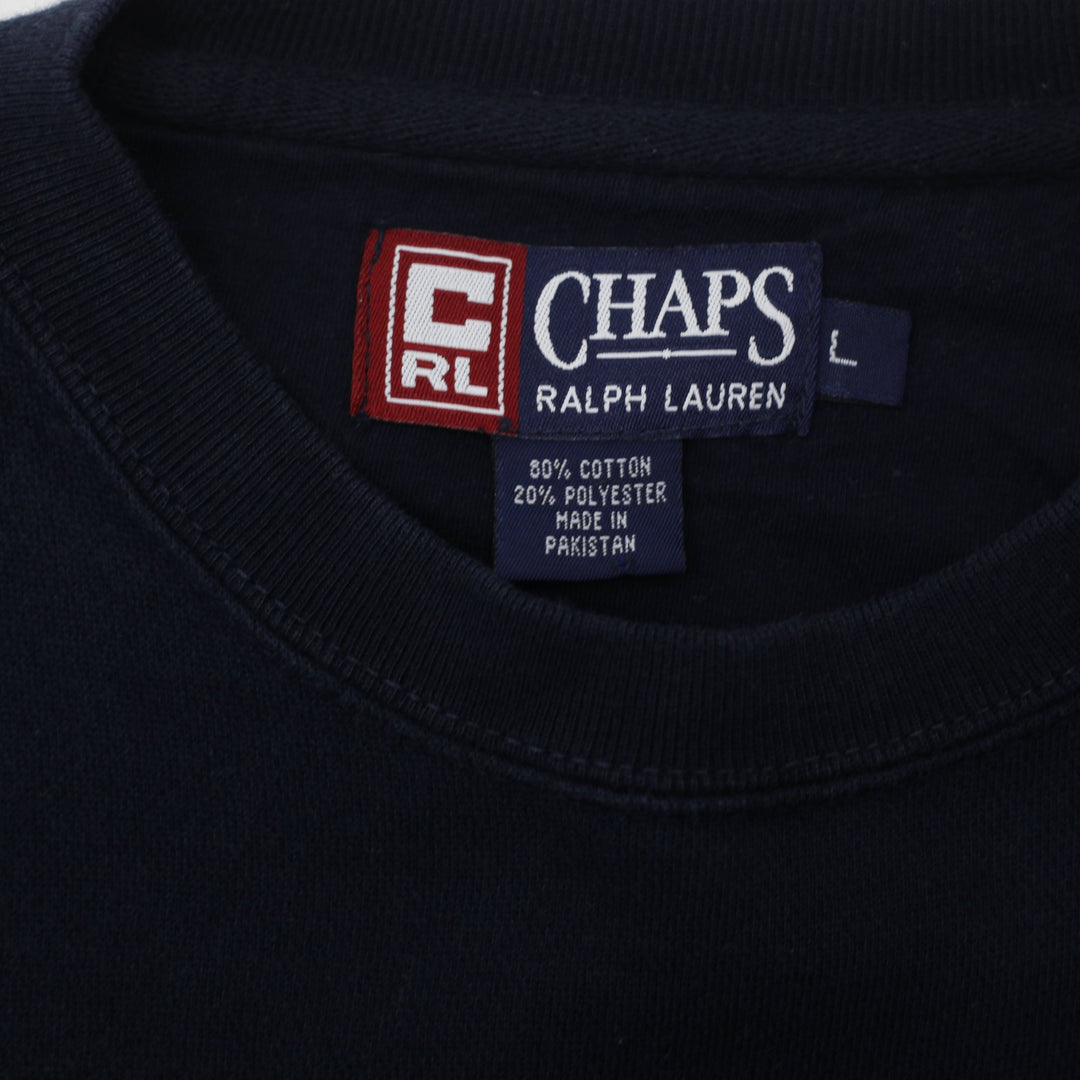 C
RL
CHAPS
RALPH LAUREN
L
80% COTTON
20% POLYESTER
MADE IN
PAKISTAN